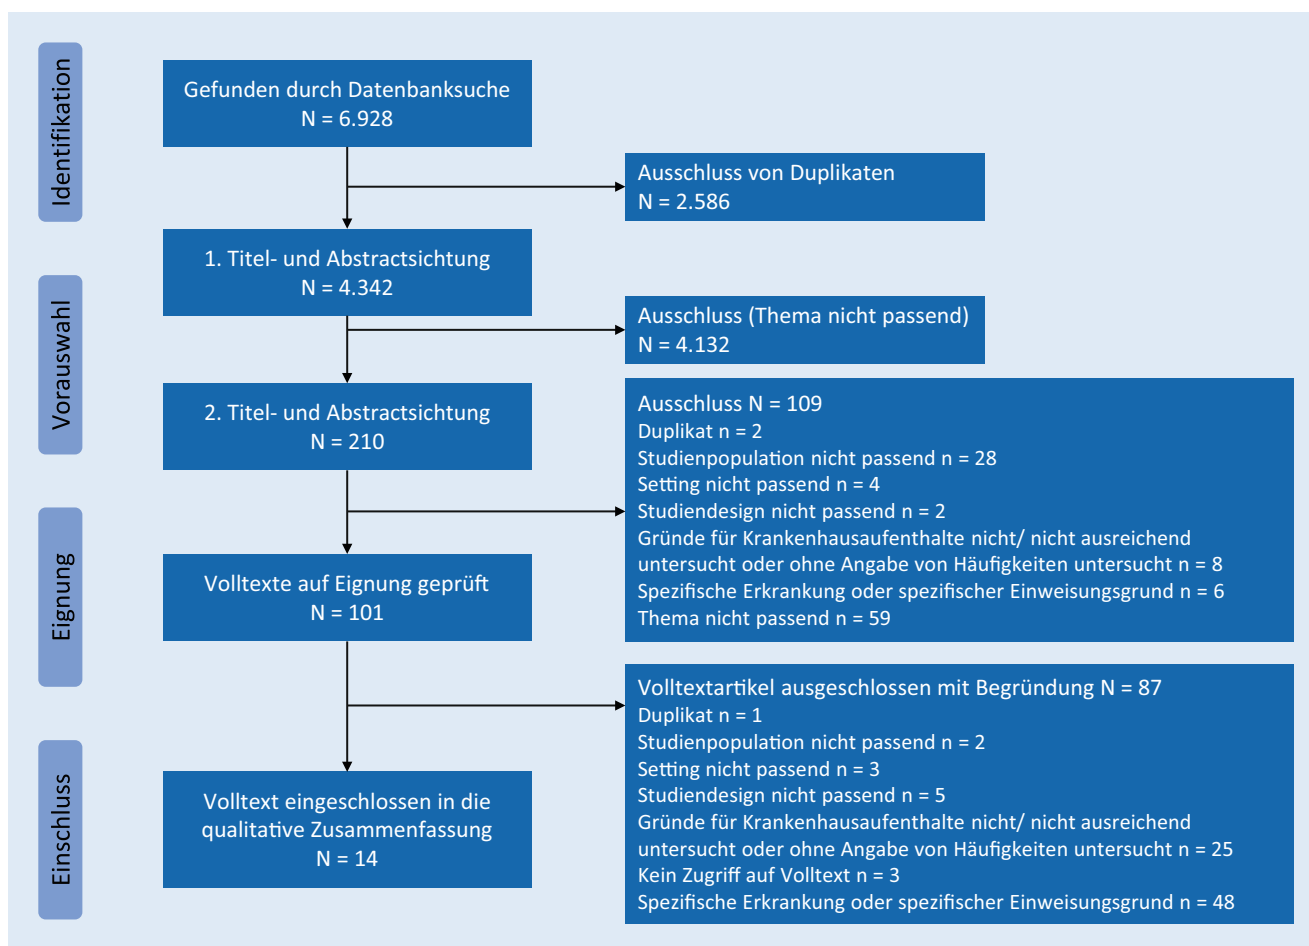 Identifikation
Gefunden durch Datenbanksuche
N = 6.928
Ausschluss von Duplikaten
N = 2.586
1. Titel- und Abstractsichtung
N = 4.342
Vorauswahl
Ausschluss (Thema nicht passend)
N = 4.132
2. Titel- und Abstractsichtung
N = 210
Ausschluss N = 109
Duplikat n = 2
Studienpopulation nicht passend n = 28
Setting nicht passend n = 4
Studiendesign nicht passend n = 2
Gründe für Krankenhausaufenthalte nicht/ nicht ausreichend
untersucht oder ohne Angabe von Häufigkeiten untersucht n = 8
Spezifische Erkrankung oder spezifischer Einweisungsgrund n = 6
Thema nicht passend n = 59
Eignung
Volltexte auf Eignung geprüft
N = 101
Volltextartikel ausgeschlossen mit Begründung N = 87
Duplikat n = 1
Studienpopulation nicht passend n = 2
Setting nicht passend n = 3
Studiendesign nicht passend n = 5
Gründe für Krankenhausaufenthalte nicht/ nicht ausreichend
untersucht oder ohne Angabe von Häufigkeiten untersucht n = 25
Kein Zugriff auf Volltext n = 3
Spezifische Erkrankung oder spezifischer Einweisungsgrund n = 48
Einschluss
Volltext eingeschlossen in die
qualitative Zusammenfassung
N = 14